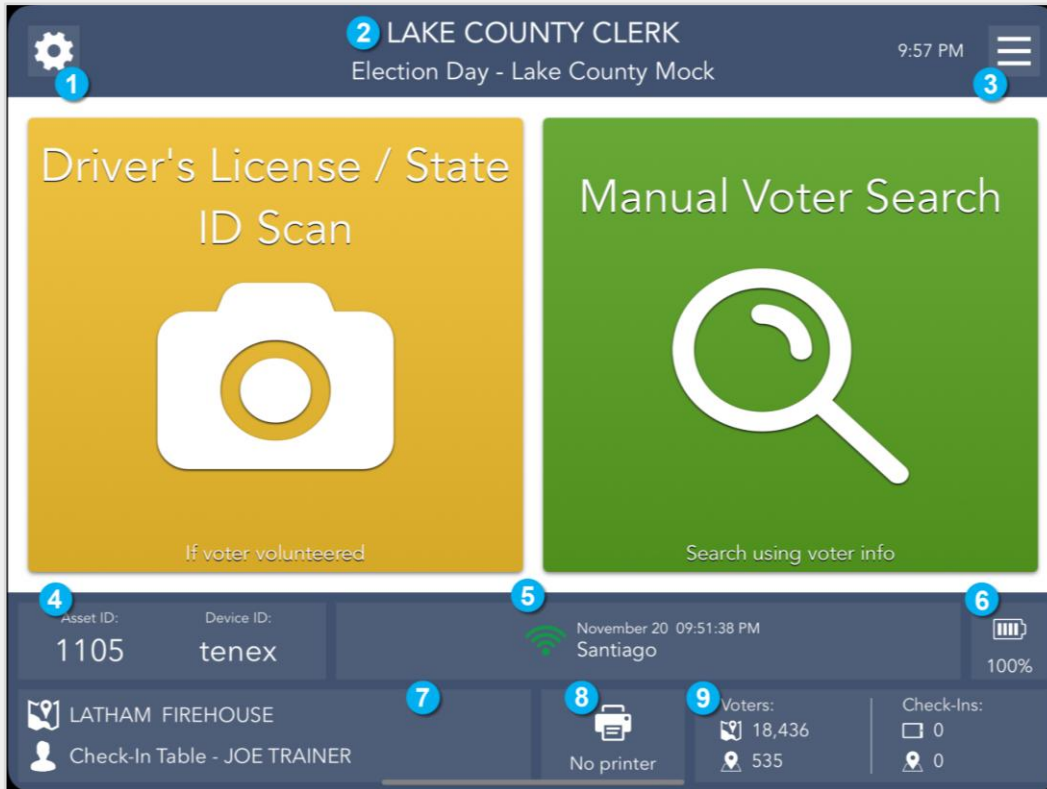 2 LAKE COUNTY CLERK
Election Day - Lake County Mock
9:57 PM
1
3
Driver's License / State
ID Scan
If voter volunteered
Manual Voter Search
Search using voter info
4
Asset ID:
1105
Device ID:
tenex
5
November 20 09:51:38 PM
Santiago
6
100%
LATHAM FIREHOUSE
7
Check-In Table - JOE TRAINER
8
No printer
9
Voters:
18,436
535
Check-Ins:
0
0